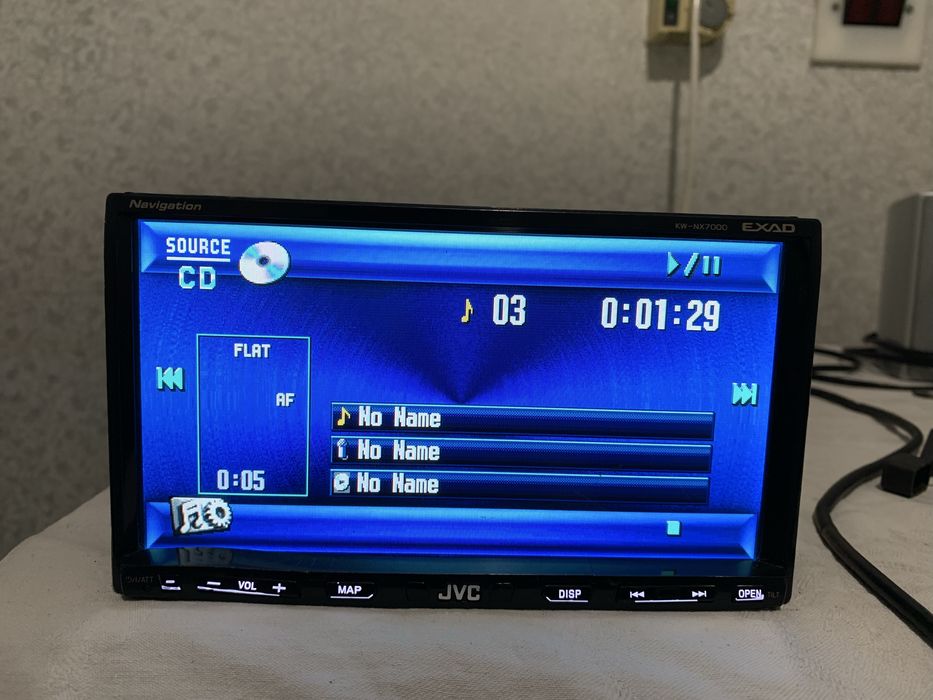 Navigation
KW-NX7000 EXAD
SOURCE
CD
03 0:01:29
FLAT
AF
0:05
No Name
No Name
No Name
VOL
MAP
JVC
DISP
OPEN
TILT